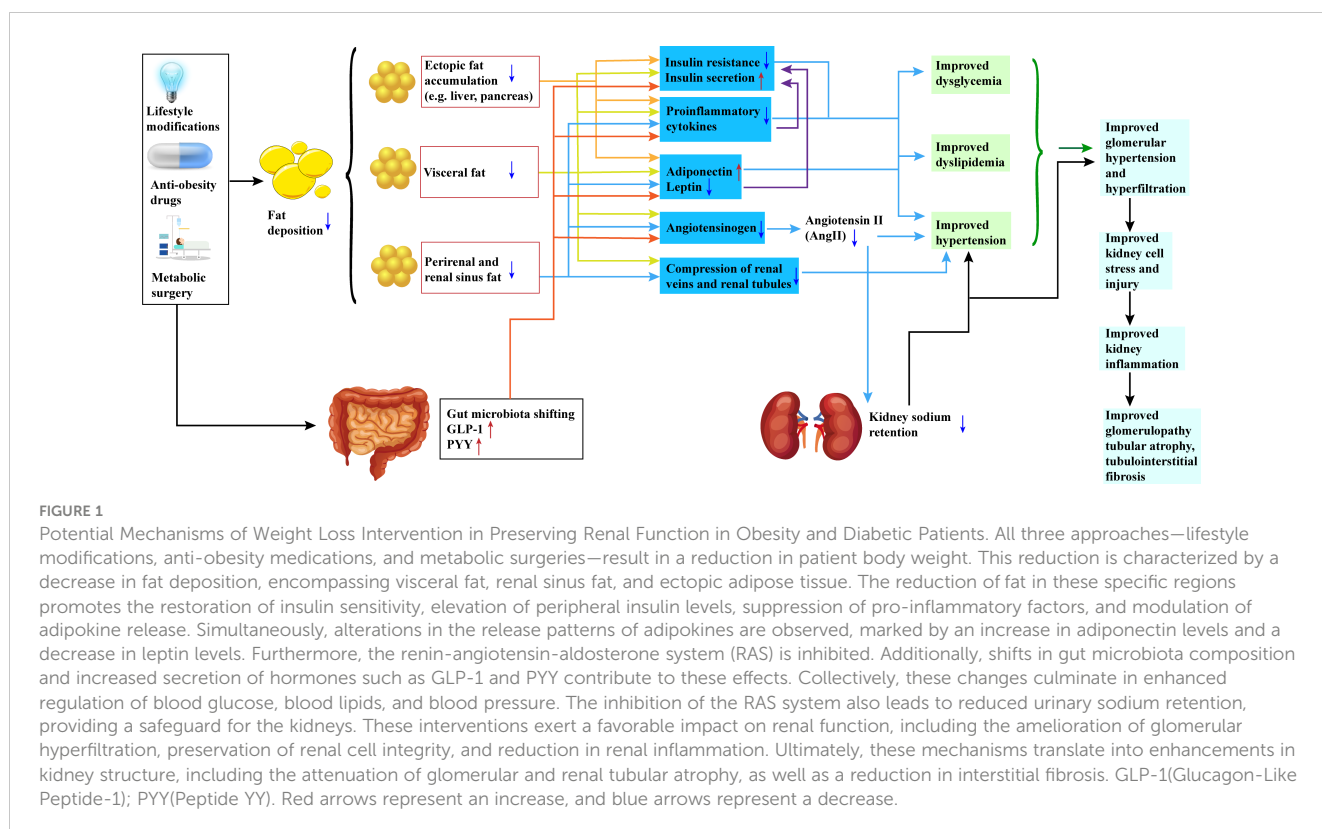 Lifestyle
modifications
Anti-obesity
drugs
Metabolic
surgery
Fat
deposition
Ectopic fat
accumulation
(e.g. liver, pancreas)
Visceral fat
Perirenal and
renal sinus fat
Gut microbiota shifting
GLP-1
PYY
Insulin resistance
Insulin secretion
Proinflammatory
cytokines
Adiponectin
Leptin
Angiotensinogen
Compression of renal
veins and renal tubules
Angiotensin II
(AngII)
Kidney sodium
retention
Improved
dysglycemia
Improved
dyslipidemia
Improved
hypertension
Improved
glomerular
hypertension
and
hyperfiltration
Improved
kidney cell
stress and
injury
Improved
kidney
inflammation
Improved
glomerulopathy
tubular atrophy,
tubulointerstitial
fibrosis
FIGURE 1
Potential Mechanisms of Weight Loss Intervention in Preserving Renal Function in Obesity and Diabetic Patients. All three approaches—lifestyle
modifications, anti-obesity medications, and metabolic surgeries—result in a reduction in patient body weight. This reduction is characterized by a
decrease in fat deposition, encompassing visceral fat, renal sinus fat, and ectopic adipose tissue. The reduction of fat in these specific regions
promotes the restoration of insulin sensitivity, elevation of peripheral insulin levels, suppression of pro-inflammatory factors, and modulation of
adipokine release. Simultaneously, alterations in the release patterns of adipokines are observed, marked by an increase in adiponectin levels and a
decrease in leptin levels. Furthermore, the renin-angiotensin-aldosterone system (RAS) is inhibited. Additionally, shifts in gut microbiota composition
and increased secretion of hormones such as GLP-1 and PYY contribute to these effects. Collectively, these changes culminate in enhanced
regulation of blood glucose, blood lipids, and blood pressure. The inhibition of the RAS system also leads to reduced urinary sodium retention,
providing a safeguard for the kidneys. These interventions exert a favorable impact on renal function, including the amelioration of glomerular
hyperfiltration, preservation of renal cell integrity, and reduction in renal inflammation. Ultimately, these mechanisms translate into enhancements in
kidney structure, including the attenuation of glomerular and renal tubular atrophy, as well as a reduction in interstitial fibrosis. GLP-1(Glucagon-Like
Peptide-1); PYY(Peptide YY). Red arrows represent an increase, and blue arrows represent a decrease.